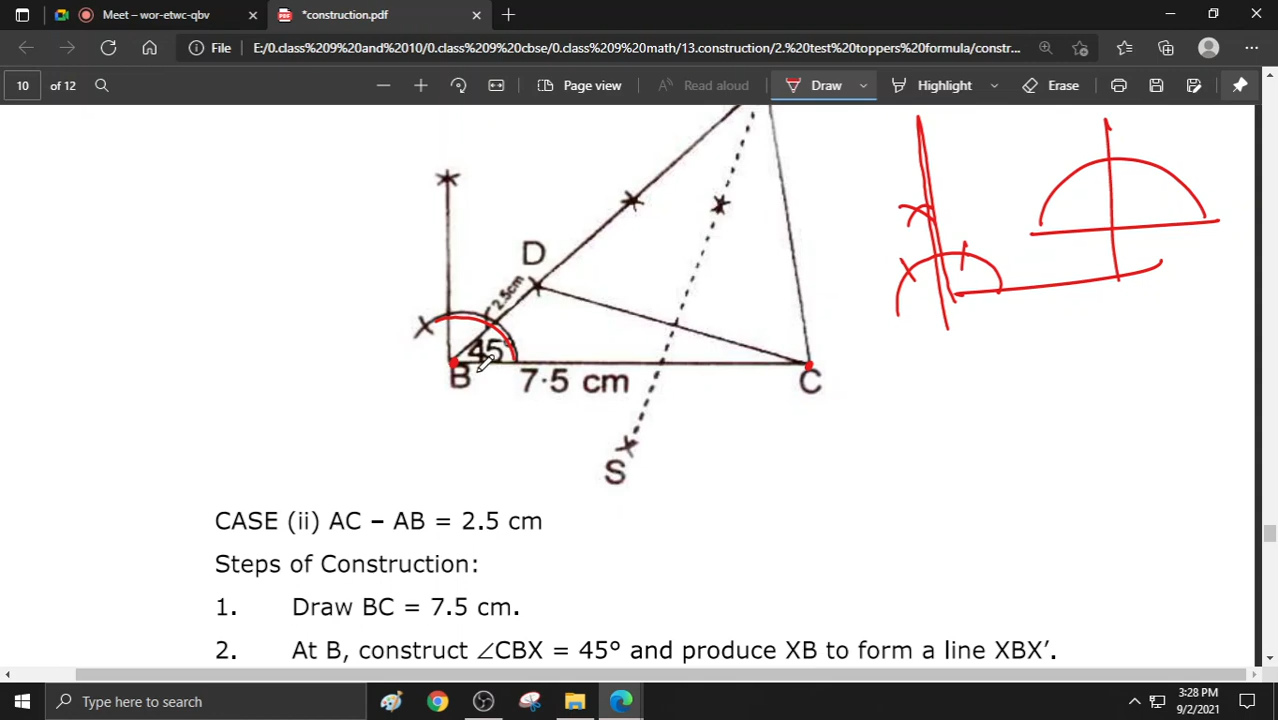 Meet – wor-etwc-qbv
*construction.pdf
File
E:/0.class%209%20and%2010/0.class%209%20cbse/0.class%209%20math/13.construction/2.%20test%20toppers%20formula/constr...
10 of 12
Page view
Read aloud
Draw
Highlight
Erase
D
2.5cm
45°
B
7·5 cm
C
S
CASE (ii) AC – AB = 2.5 cm
Steps of Construction:
1. Draw BC = 7.5 cm.
2. At B, construct ∠CBX = 45° and produce XB to form a line XBX’.
Type here to search
3:28 PM
9/2/2021